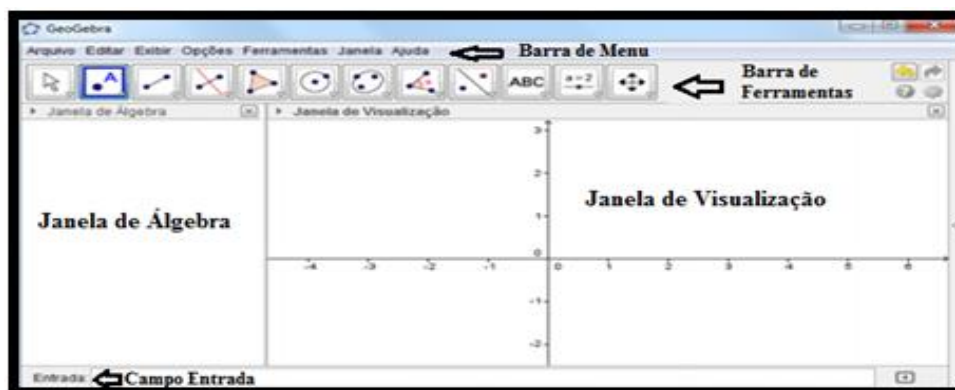 GeoGebra
Arquivo Editar Exibir Opções Ferramentas Janela Ajuda Barra de Menu
A ABC a=2 Barra de Ferramentas
Janela de Álgebra Janela de Visualização
Janela de Álgebra
Janela de Visualização
3
2
1
0
-4 -3 -2 -1 0 1 2 3 4 5 6
-1
-2
Entrada: Campo Entrada